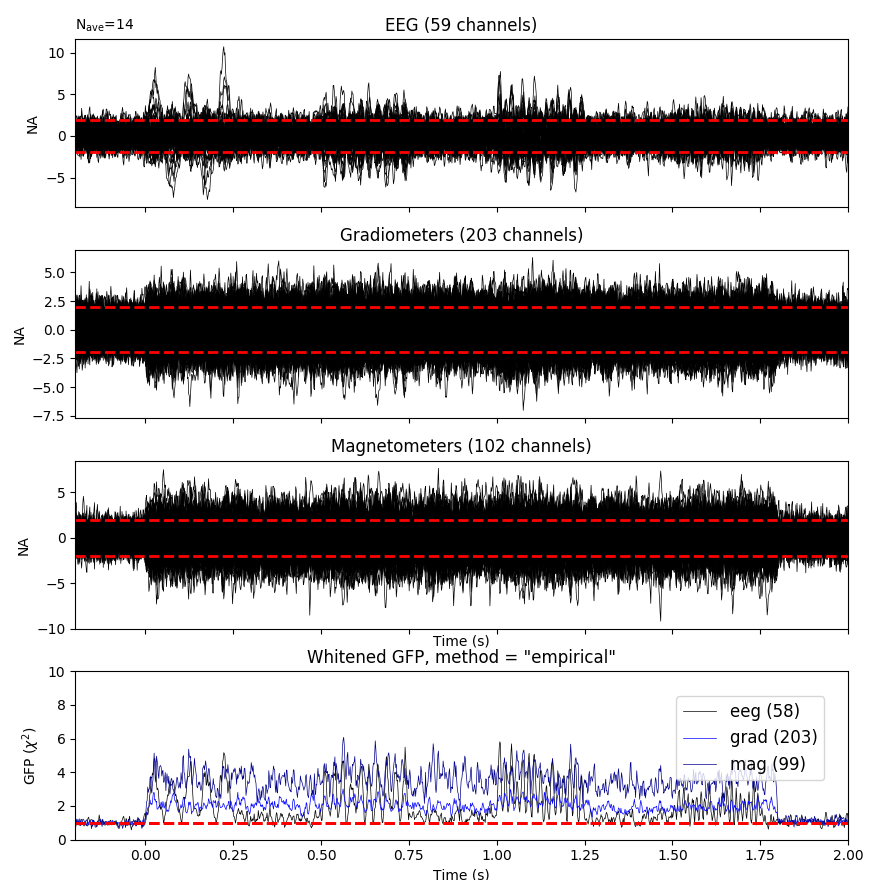 Nave=14
EEG (59 channels)
10
5
0
−5
NA
Gradiometers (203 channels)
5.0
2.5
0.0
−2.5
−5.0
−7.5
NA
Magnetometers (102 channels)
5
0
−5
−10
NA
Time (s)
Whitened GFP, method = "empirical"
10
8
6
4
2
0
GFP (χ²)
eeg (58)
grad (203)
mag (99)
0.00 0.25 0.50 0.75 1.00 1.25 1.50 1.75 2.00
Time (s)